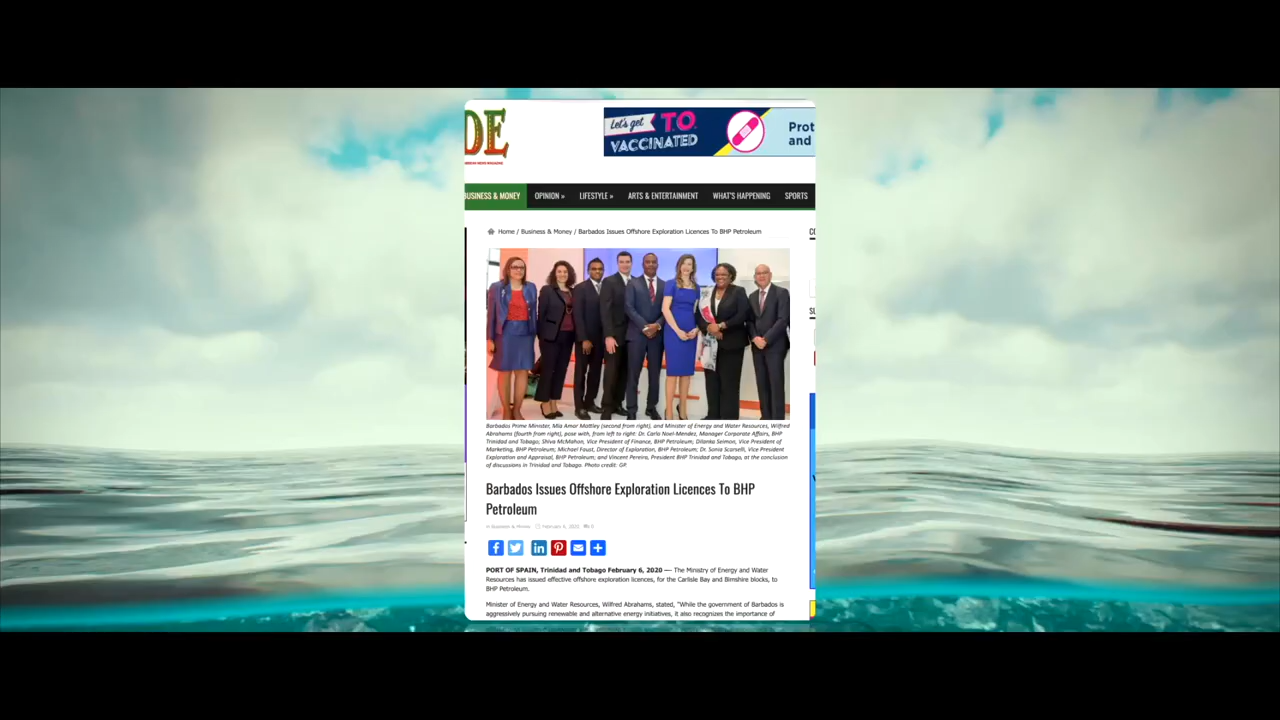 DE
Let's get
VACCINATED
T.O.
Prot
and
BUSINESS & MONEY OPINION » LIFESTYLE » ARTS & ENTERTAINMENT WHAT'S HAPPENING SPORTS
Home / Business & Money / Barbados Issues Offshore Exploration Licences To BHP Petroleum
Barbados Prime Minister, Mia Amor Mottley (second from right), and Minister of Energy and Water Resources, Wilfred
Abrahams (fourth from right), pose with, from left to right: Dr. Carla Noel-Mendez, Manager Corporate Affairs, BHP
Trinidad and Tobago; Shiva McMahon, Vice President of Finance, BHP Petroleum; Dilanka Seimon, Vice President of
Marketing, BHP Petroleum; Michael Faust, Director of Exploration, BHP Petroleum; Dr. Sonia Scarselli, Vice President
Exploration and Appraisal, BHP Petroleum; and Vincent Pereira, President BHP Trinidad and Tobago, at the conclusion
of discussions in Trinidad and Tobago. Photo credit: GP.
Barbados Issues Offshore Exploration Licences To BHP
Petroleum
in Business & Money February 6, 2020 0
PORT OF SPAIN, Trinidad and Tobago February 6, 2020 — The Ministry of Energy and Water
Resources has issued effective offshore exploration licences, for the Carlisle Bay and Bimshire blocks, to
BHP Petroleum.
Minister of Energy and Water Resources, Wilfred Abrahams, stated, "While the government of Barbados is
aggressively pursuing renewable and alternative energy initiatives, it also recognizes the importance of